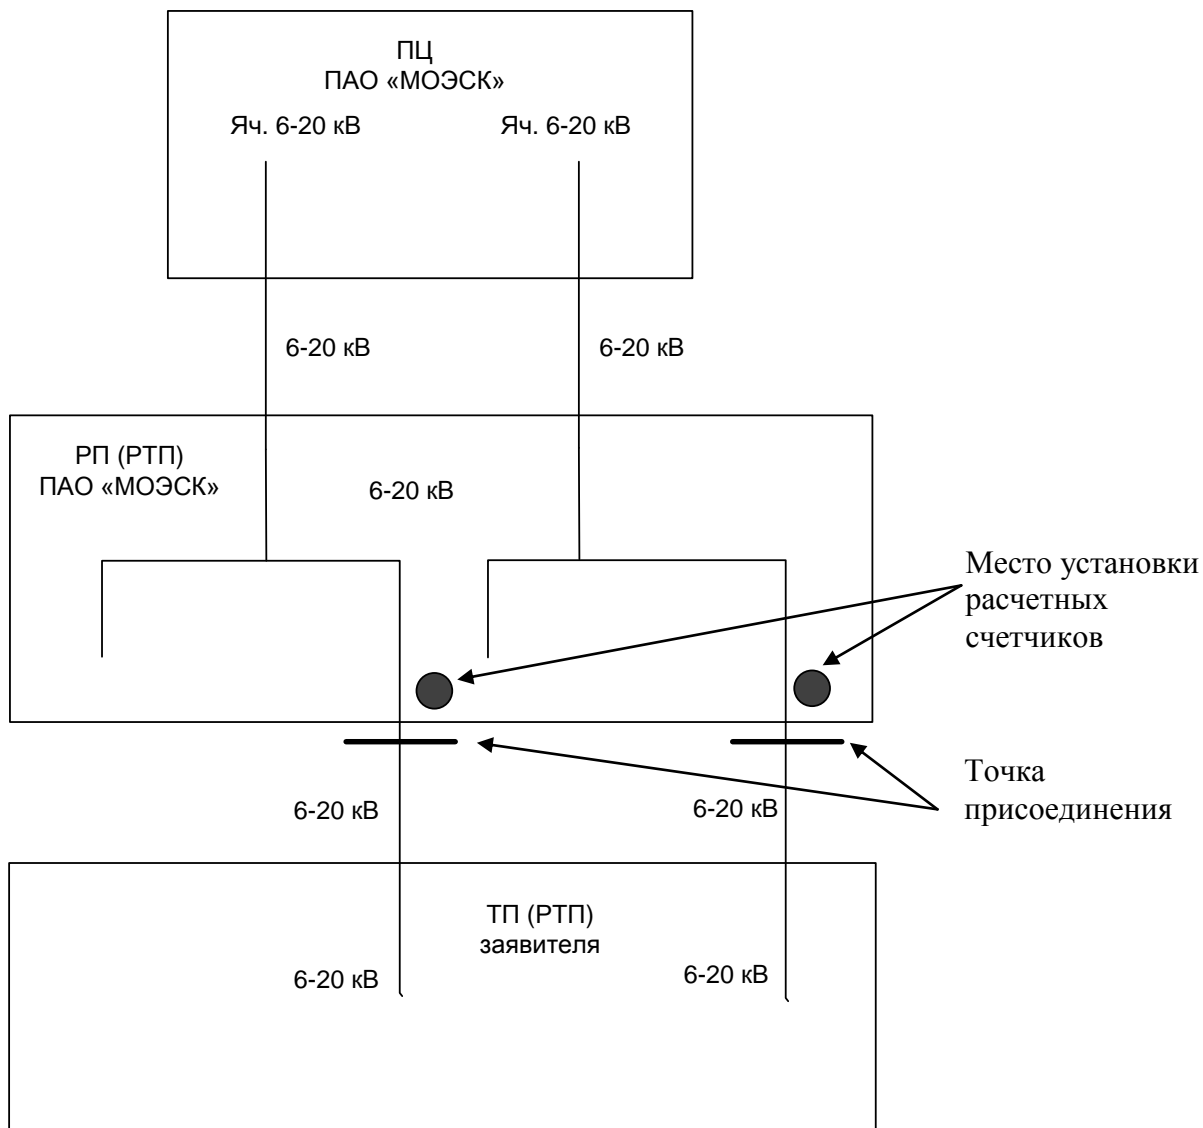 ПЦ
ПАО «МОЭСК»
Яч. 6-20 кВ
Яч. 6-20 кВ
6-20 кВ
6-20 кВ
РП (РТП)
ПАО «МОЭСК»
6-20 кВ
Место установки
расчетных
счетчиков
Точка
присоединения
6-20 кВ
6-20 кВ
ТП (РТП)
заявителя
6-20 кВ
6-20 кВ